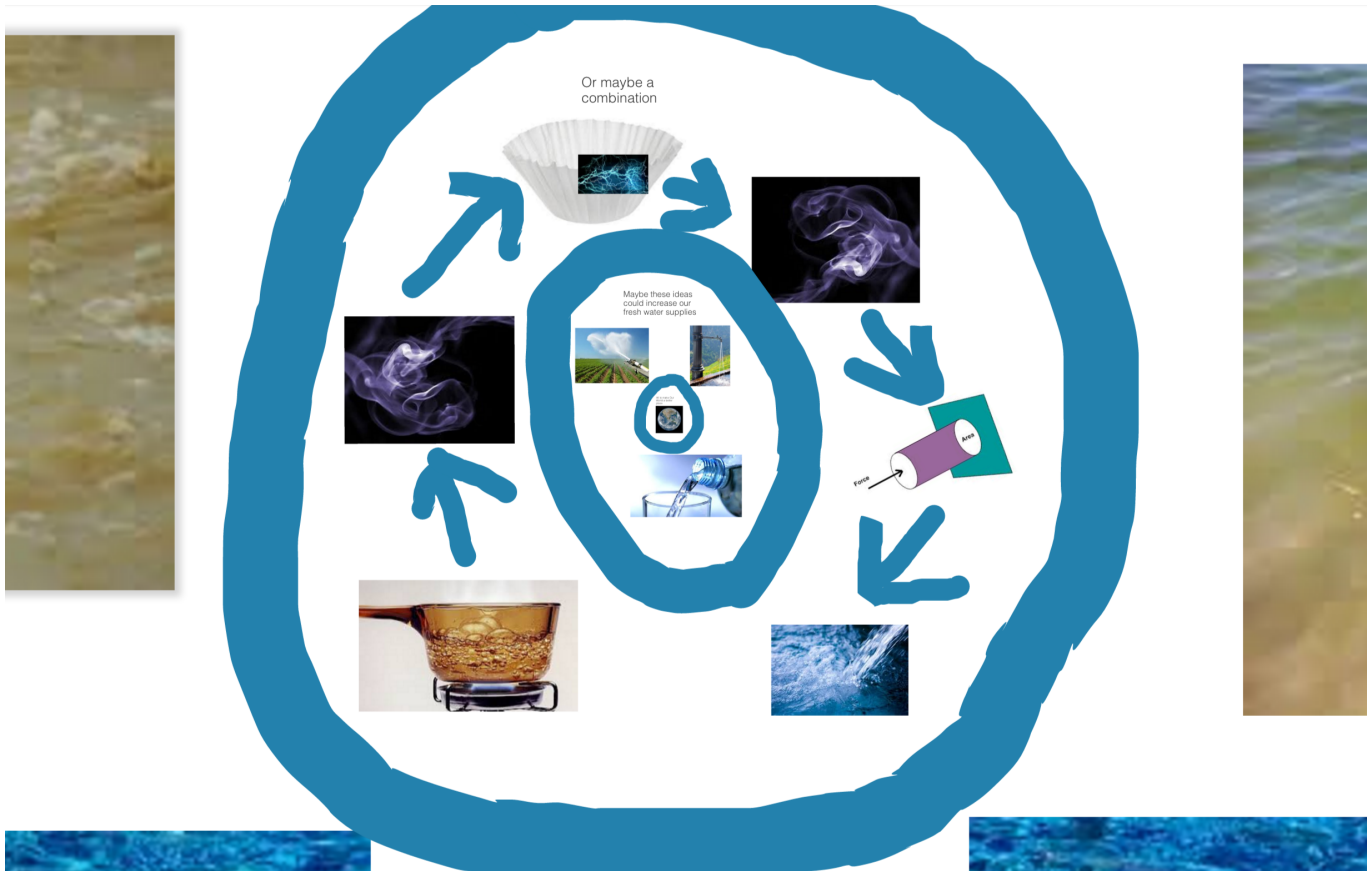 Or maybe a
combination
Maybe these ideas
could increase our
fresh water supplies
Area
Force